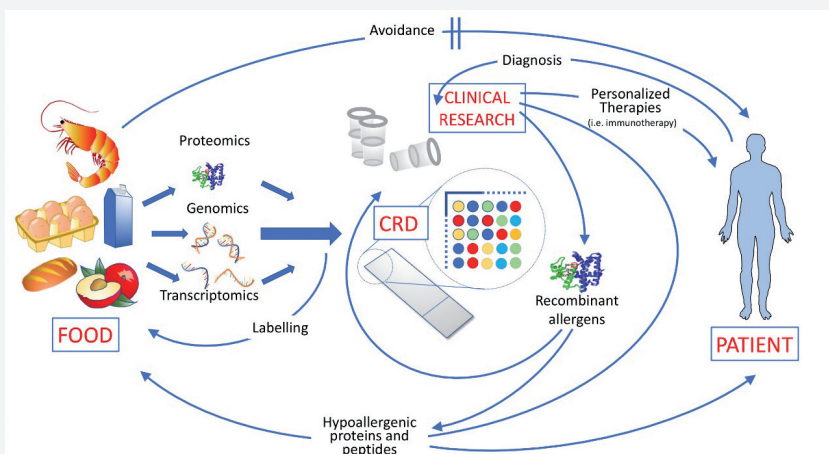 Avoidance
Diagnosis
CLINICAL
RESEARCH
Personalized
Therapies
(i.e. immunotherapy)
Proteomics
Genomics
CRD
Transcriptomics
Recombinant
allergens
Labelling
FOOD
PATIENT
Hypoallergenic
proteins and
peptides